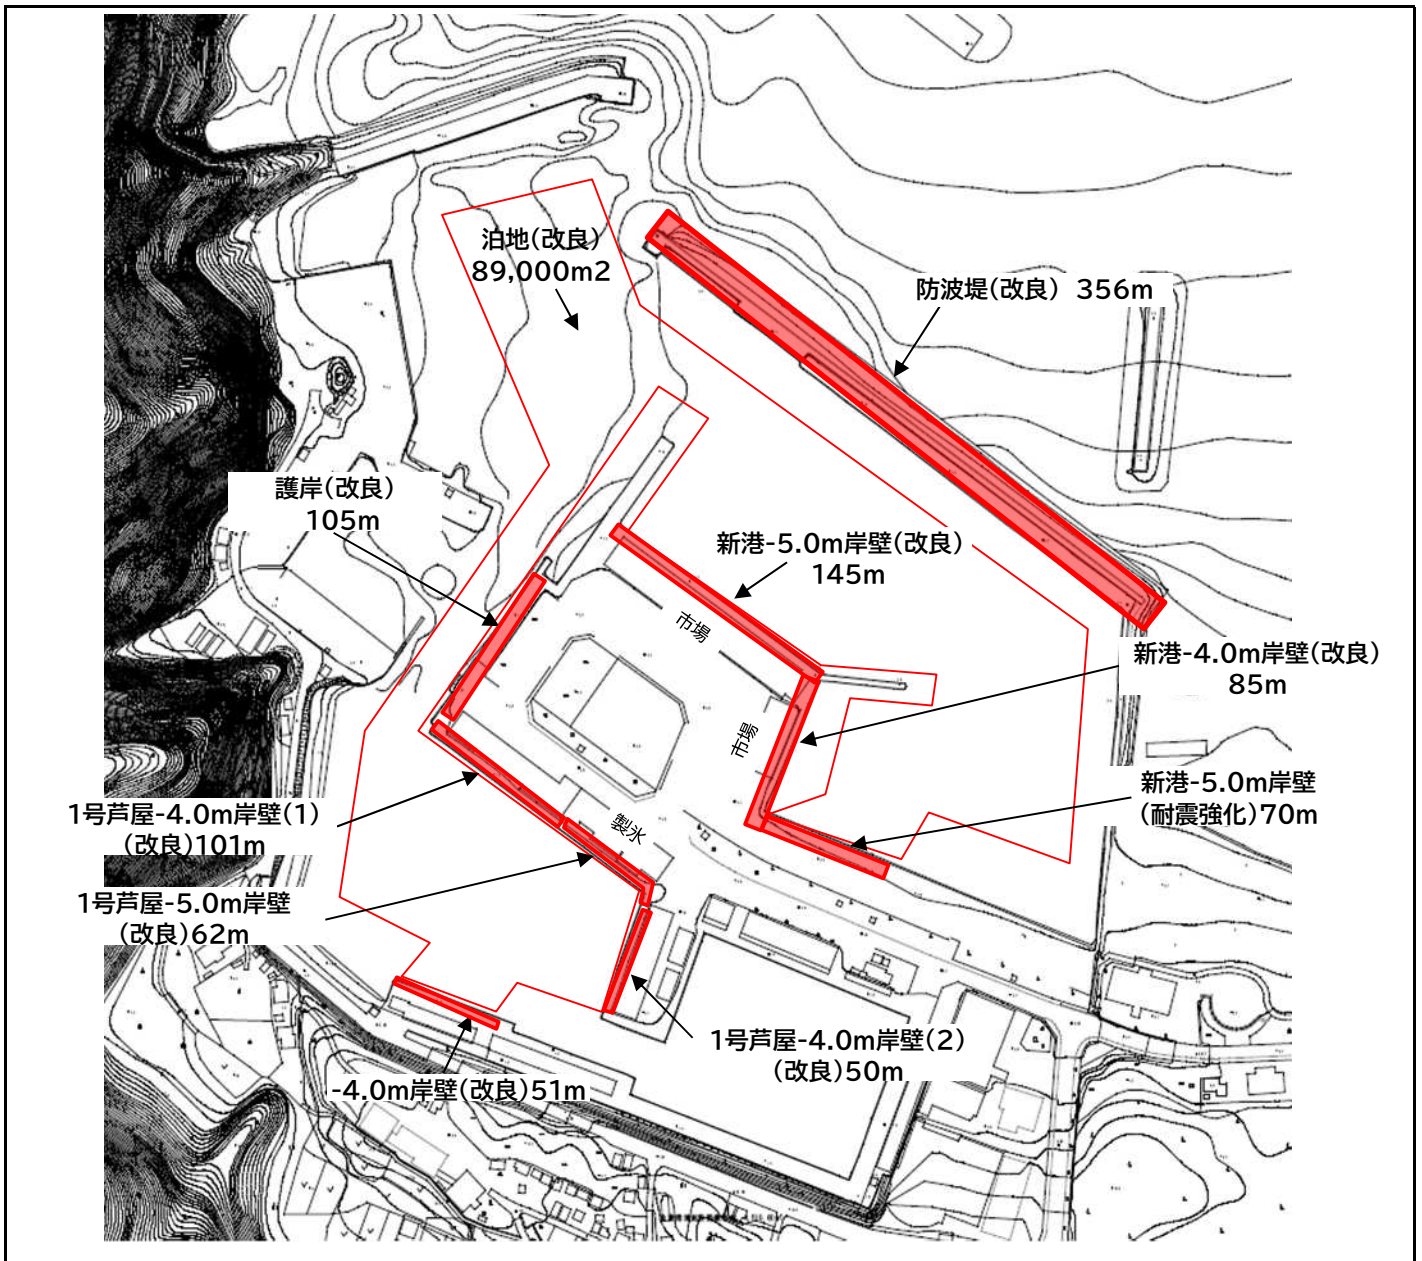 泊地(改良)
89,000m2
防波堤(改良) 356m
護岸(改良)
105m
新港-5.0m岸壁(改良)
145m
市場
新港-4.0m岸壁(改良)
85m
市場
新港-5.0m岸壁
(耐震強化)70m
1号芦屋-4.0m岸壁(1)
(改良)101m
製氷
1号芦屋-5.0m岸壁
(改良)62m
1号芦屋-4.0m岸壁(2)
(改良)50m
-4.0m岸壁(改良)51m